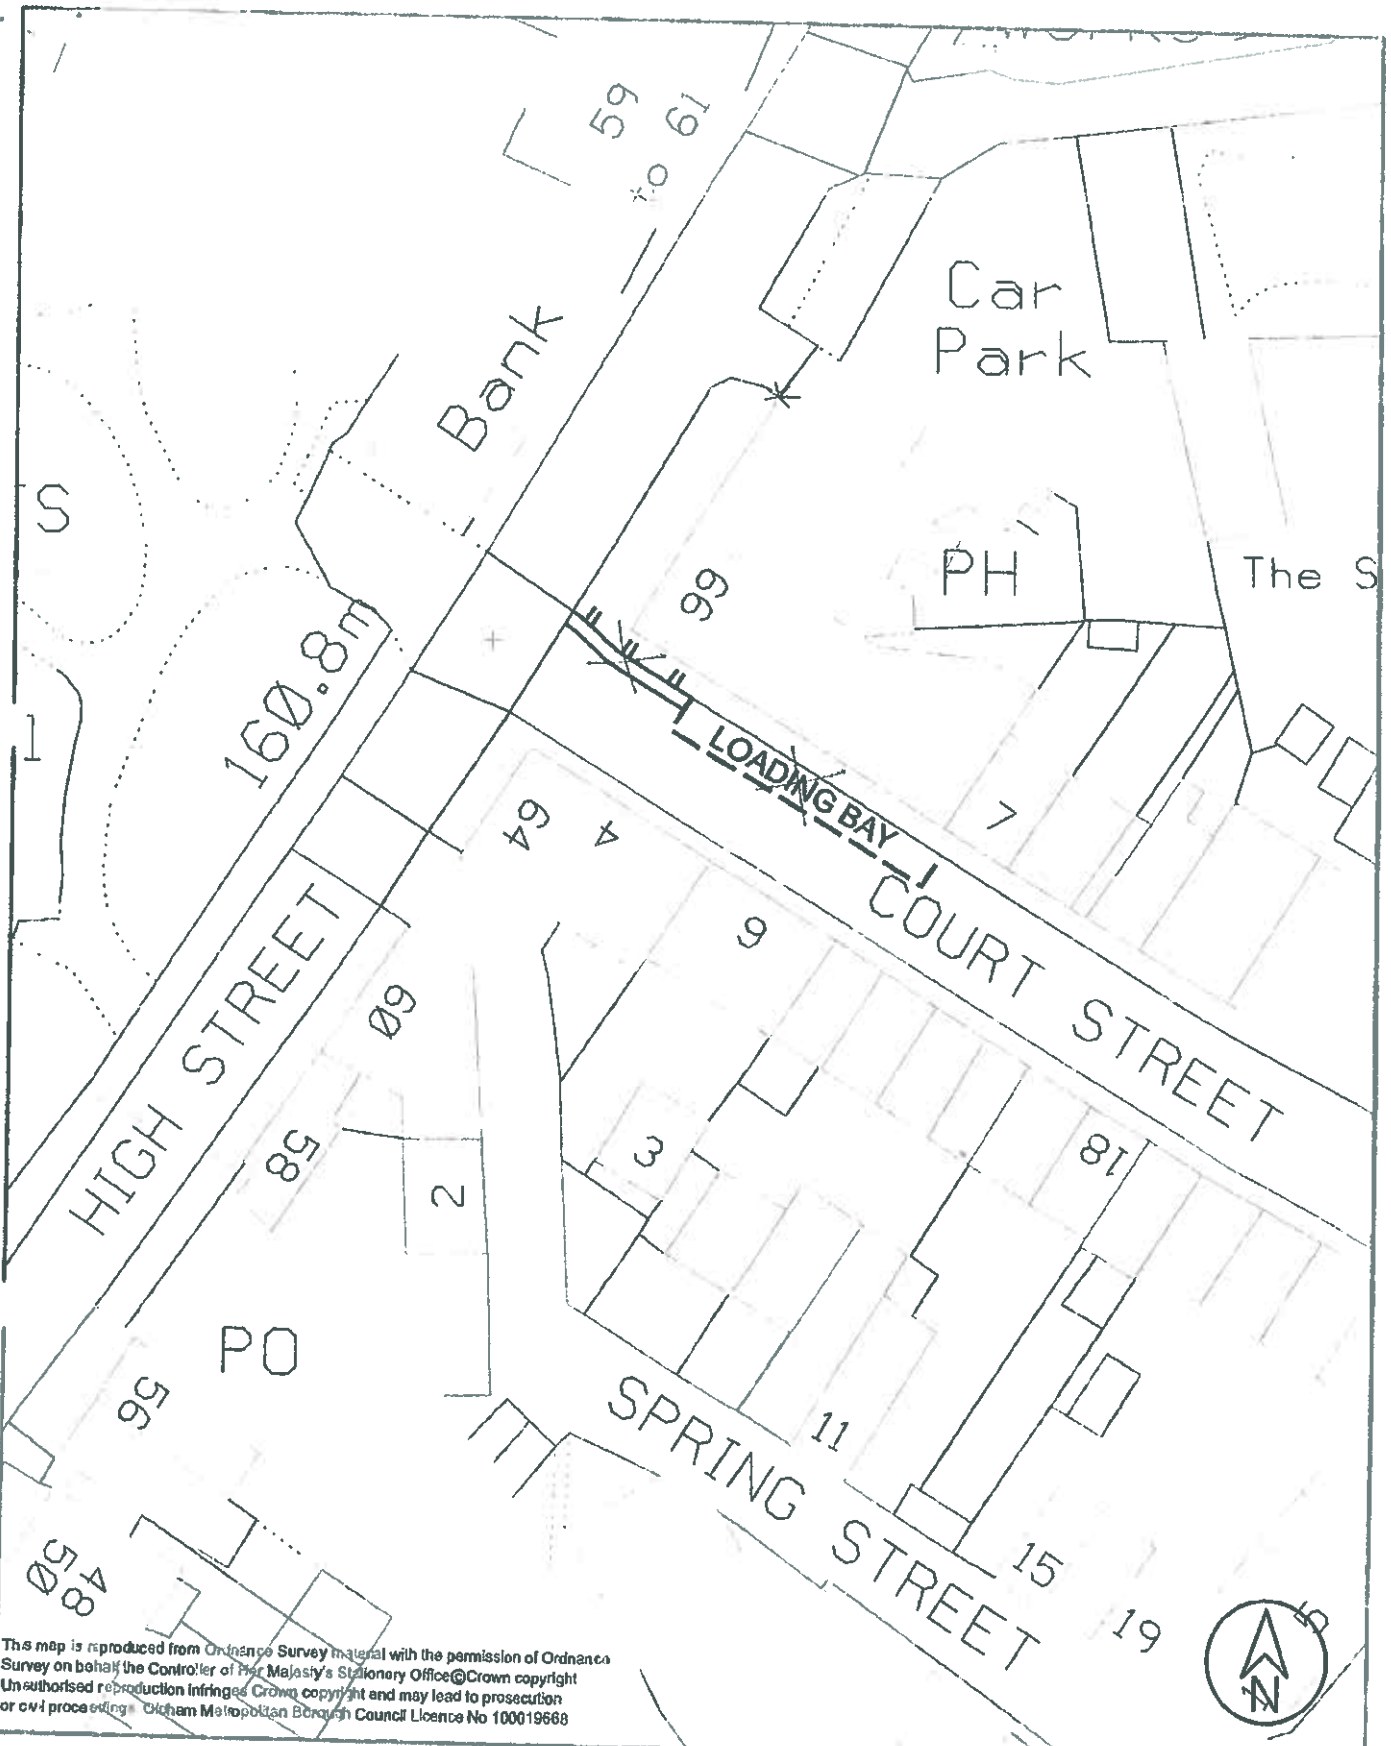 59
61
Car
Park
Bank
S
PH
The S
99
160.8m
1
LOADING BAY
7
64
4
COURT STREET
6
HIGH STREET
60
58
3
18
2
PO
56
SPRING STREET
11
15
19
48
50
5
N
This map is reproduced from Ordnance Survey material with the permission of Ordnance
Survey on behalf the Controller of Her Majesty's Stationary Office©Crown copyright
Unauthorised reproduction infringes Crown copyright and may lead to prosecution
or civil proceedings Oldham Metropolitan Borough Council Licence No 100019668